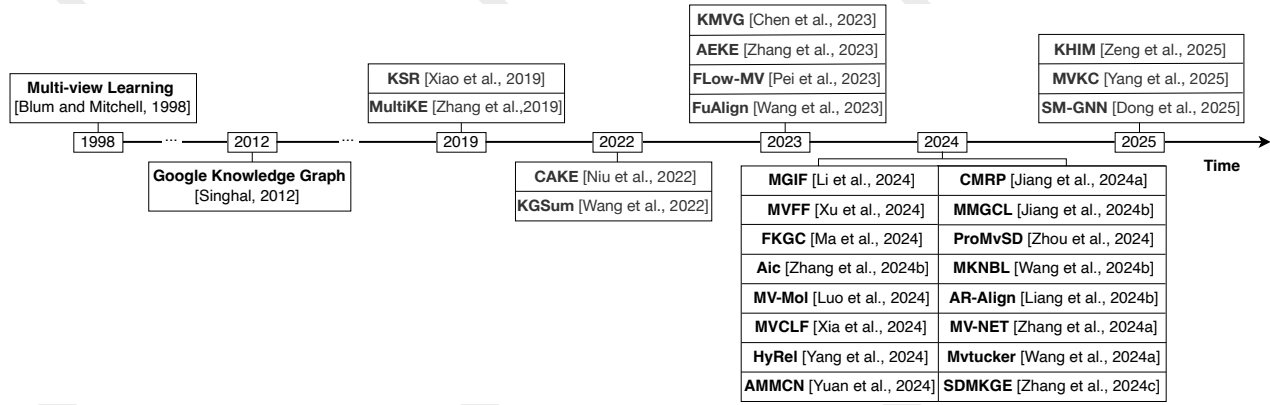 KMVG [Chen et al., 2023]
AEKE [Zhang et al., 2023]
FLow-MV [Pei et al., 2023]
FuAlign [Wang et al., 2023]
KHIM [Zeng et al., 2025]
MVKC [Yang et al., 2025]
SM-GNN [Dong et al., 2025]
KSR [Xiao et al., 2019]
MultiKE [Zhang et al.,2019]
Multi-view Learning
[Blum and Mitchell, 1998]
1998 ... 2012 ... 2019 2022 2023 2024 2025
Time
Google Knowledge Graph
[Singhal, 2012]
CAKE [Niu et al., 2022]
KGSum [Wang et al., 2022]
MGIF [Li et al., 2024] CMRP [Jiang et al., 2024a]
MVFF [Xu et al., 2024] MMGCL [Jiang et al., 2024b]
FKGC [Ma et al., 2024] ProMvSD [Zhou et al., 2024]
Aic [Zhang et al., 2024b] MKNBL [Wang et al., 2024b]
MV-Mol [Luo et al., 2024] AR-Align [Liang et al., 2024b]
MVCLF [Xia et al., 2024] MV-NET [Zhang et al., 2024a]
HyRel [Yang et al., 2024] Mvtucker [Wang et al., 2024a]
AMMCN [Yuan et al., 2024] SDMKGE [Zhang et al., 2024c]